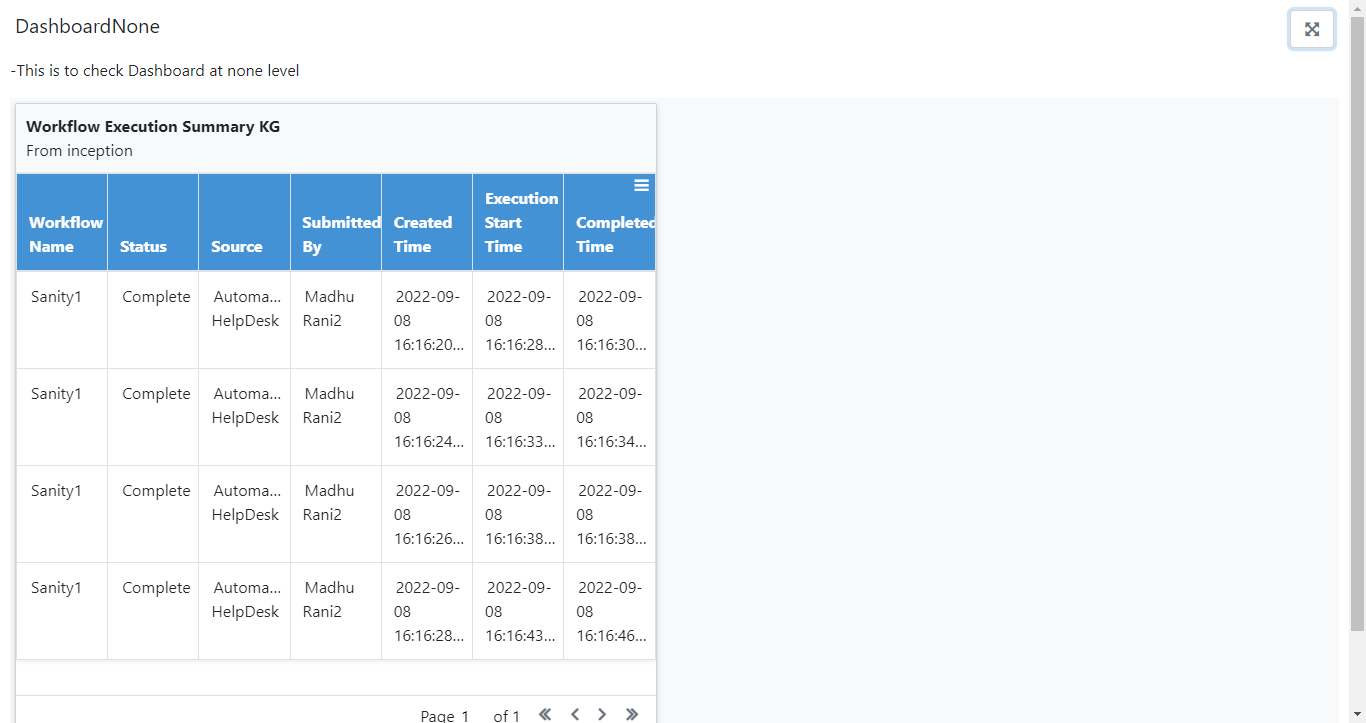 DashboardNone
-This is to check Dashboard at none level
Workflow Execution Summary KG
From inception
Workflow Name Status Source Submitted By Created Time Execution Start Time Completed Time
Sanity1 Complete Automa... HelpDesk Madhu Rani2 2022-09-08 16:16:20... 2022-09-08 16:16:28... 2022-09-08 16:16:30...
Sanity1 Complete Automa... HelpDesk Madhu Rani2 2022-09-08 16:16:24... 2022-09-08 16:16:33... 2022-09-08 16:16:34...
Sanity1 Complete Automa... HelpDesk Madhu Rani2 2022-09-08 16:16:26... 2022-09-08 16:16:38... 2022-09-08 16:16:38...
Sanity1 Complete Automa... HelpDesk Madhu Rani2 2022-09-08 16:16:28... 2022-09-08 16:16:43... 2022-09-08 16:16:46...
Page 1 of 1